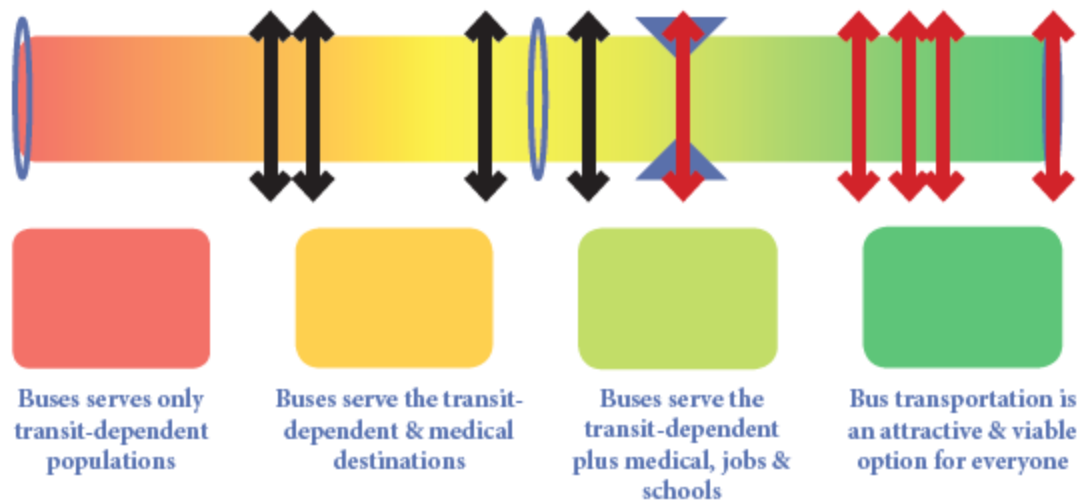 Buses serves only
transit-dependent
populations
Buses serve the transit-
dependent & medical
destinations
Buses serve the
transit-dependent
plus medical, jobs &
schools
Bus transportation is
an attractive & viable
option for everyone